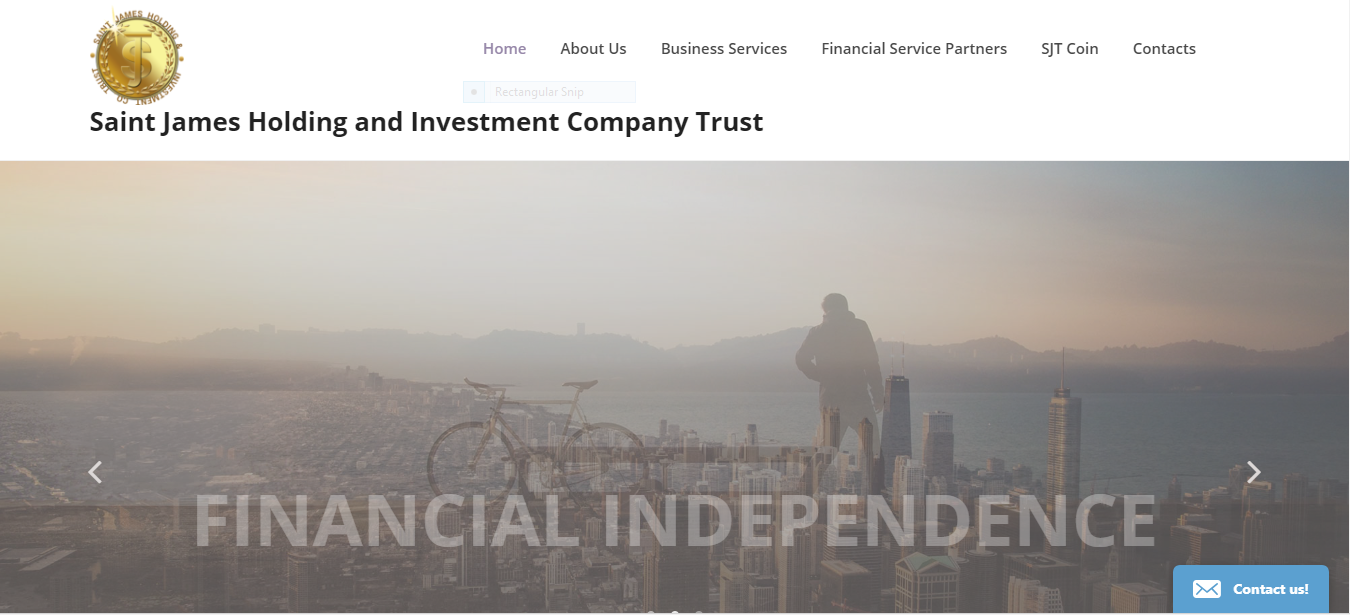 SAINT JAMES HOLDING & INVESTMENT CO TRUST
SJT
Home About Us Business Services Financial Service Partners SJT Coin Contacts
Rectangular Snip
Saint James Holding and Investment Company Trust
FINANCIAL INDEPENDENCE
Contact us!